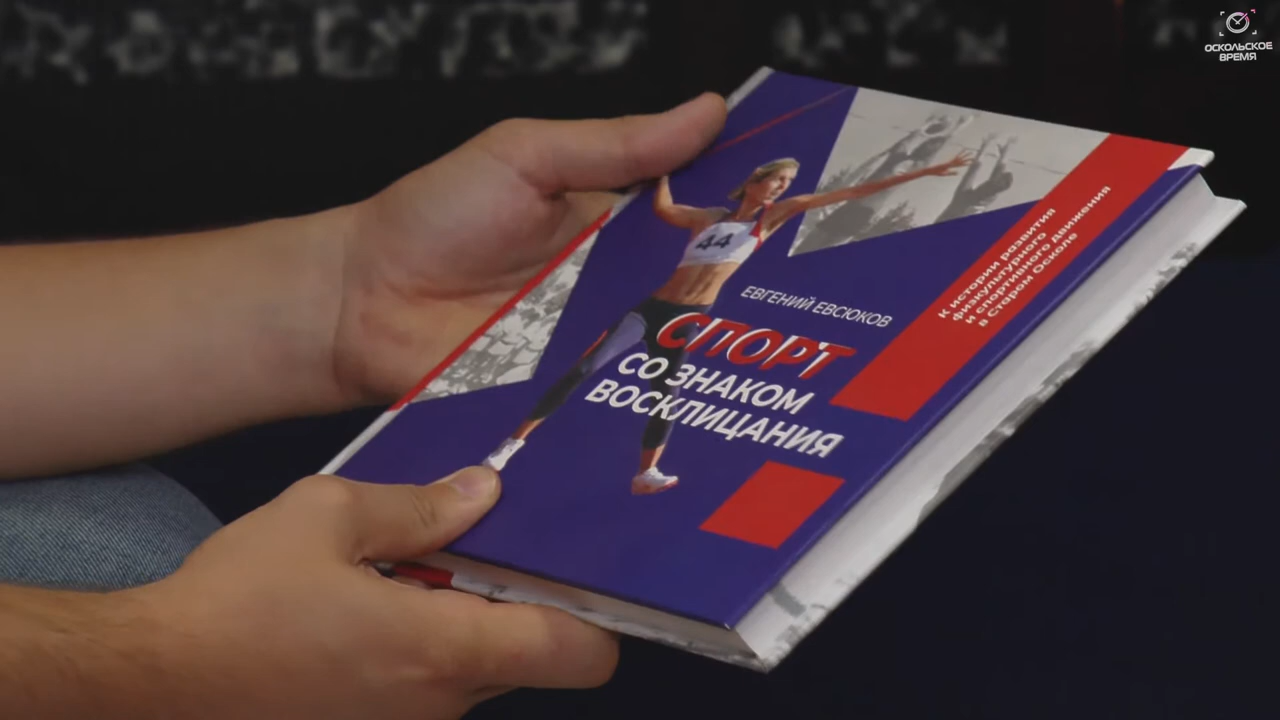 ОСКОЛЬСКОЕ
ВРЕМЯ
44
ЕВГЕНИЙ ЕВСЮКОВ
СПОРТ
СО ЗНАКОМ
ВОСКЛИЦАНИЯ
К истории развития
физкультурного
и спортивного движения
в Старом Осколе